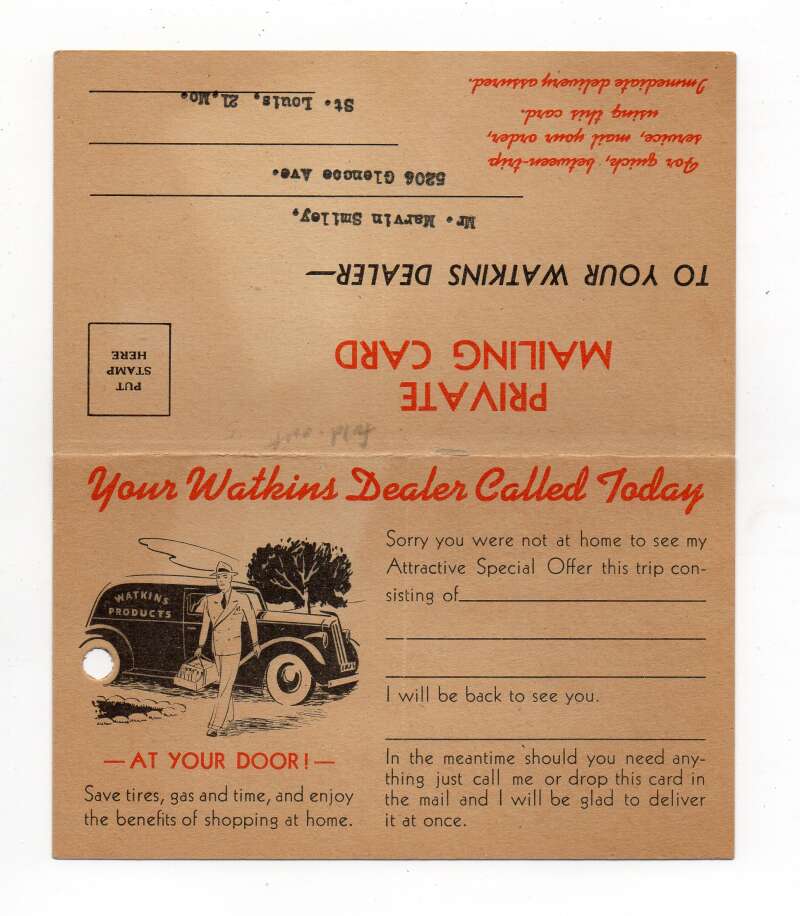 For quick, between-trip
service, mail your order,
using this card.
Immediate delivery assured.
PRIVATE
MAILING CARD
TO YOUR WATKINS DEALER—
Mr. Marvin Smiley,
5206 Glencoe Ave.
St. Louis, 21, Mo.
PUT
STAMP
HERE
fold-out
Your Watkins Dealer Called Today
WATKINS
PRODUCTS
—AT YOUR DOOR!—
Save tires, gas and time, and enjoy
the benefits of shopping at home.
Sorry you were not at home to see my
Attractive Special Offer this trip con-
sisting of
I will be back to see you.
In the meantime should you need any-
thing just call me or drop this card in
the mail and I will be glad to deliver
it at once.